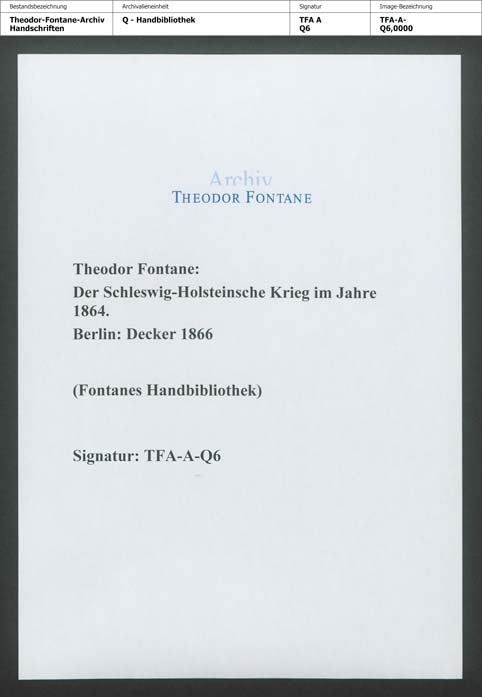 Bestandsbezeichnung Archivalieneinheit Signatur Image-Bezeichnung
Theodor-Fontane-Archiv Q - Handbibliothek TFA A TFA-A-
Handschriften Q6 Q6,0000
Archiv
THEODOR FONTANE
Theodor Fontane:
Der Schleswig-Holsteinsche Krieg im Jahre
1864.
Berlin: Decker 1866
(Fontanes Handbibliothek)
Signatur: TFA-A-Q6